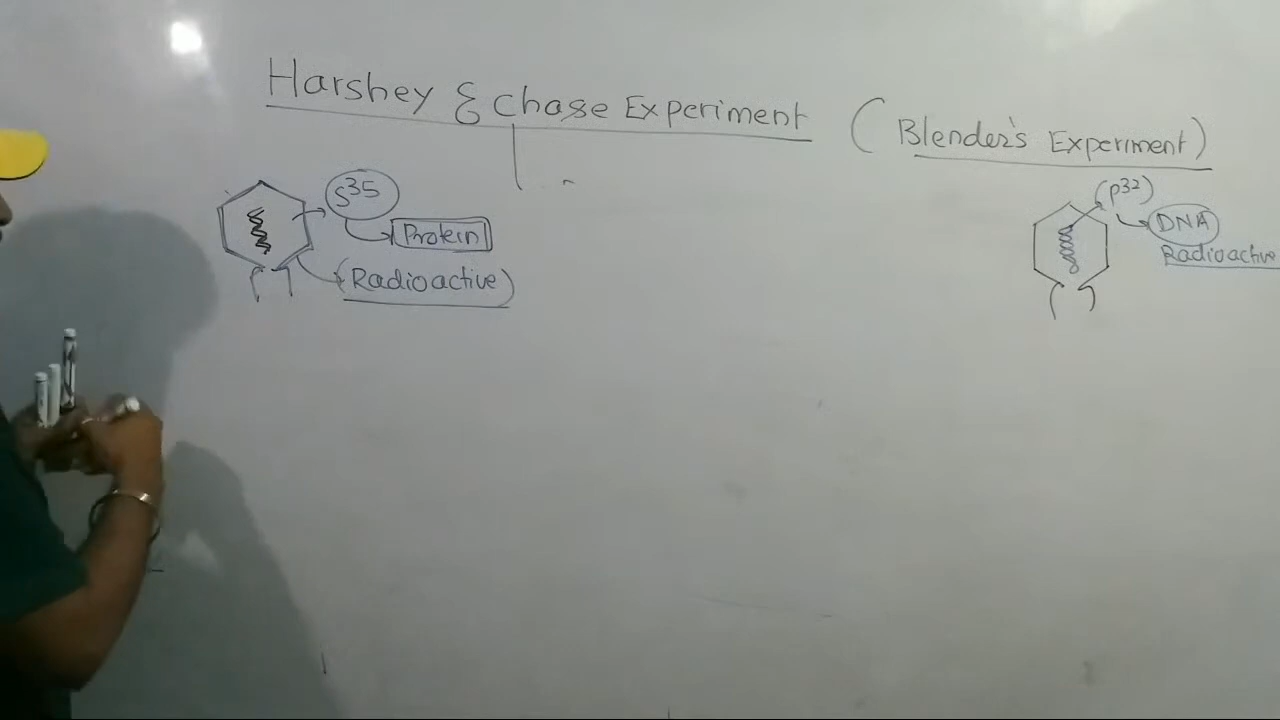 Harshey & Chase Experiment (Blender's Experiment)
S35
Protein
(Radioactive)
(P32)
DNA
Radioactive